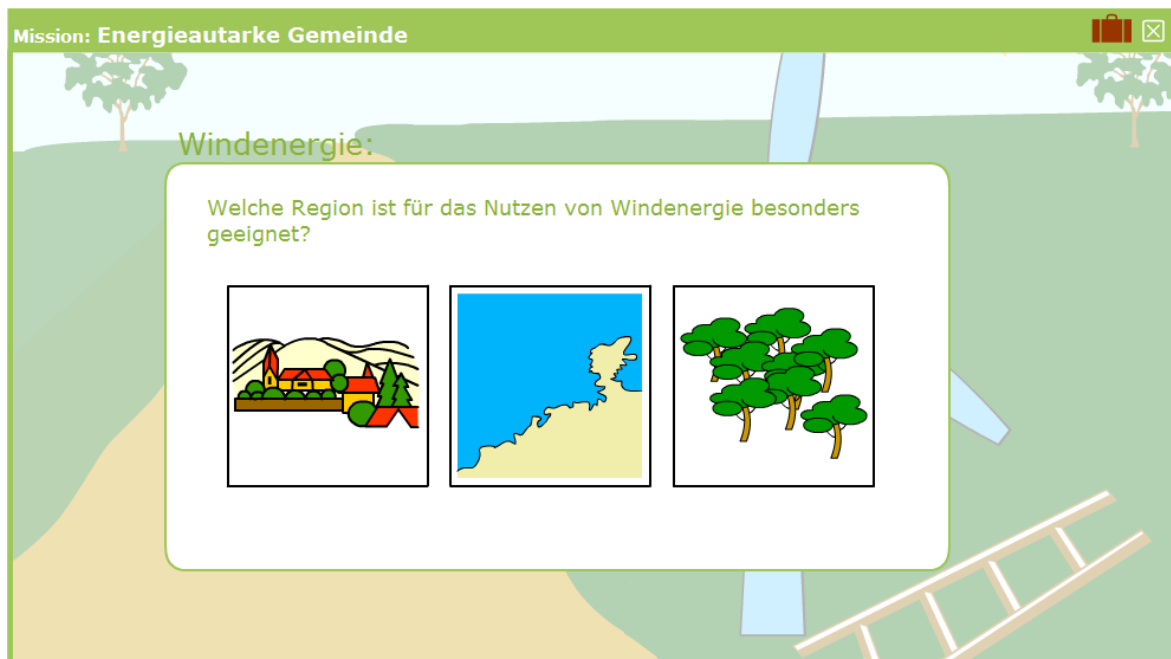 Mission: Energieautarke Gemeinde
Windenergie:
Welche Region ist für das Nutzen von Windenergie besonders
geeignet?